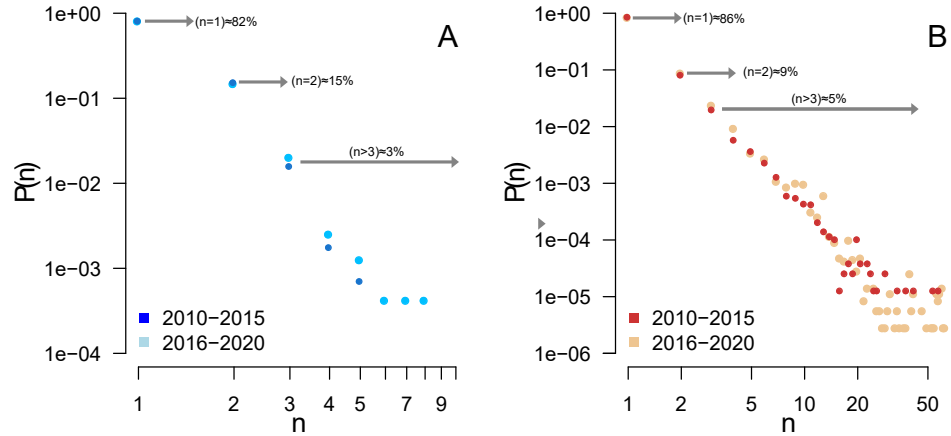 A
P(n)
1e+00
1e−01
1e−02
1e−03
1e−04
(n=1)≈82%
(n=2)≈15%
(n>3)≈3%
2010−2015
2016−2020
1 2 3 4 5 7 9
n
B
P(n)
1e+00
1e−01
1e−02
1e−03
1e−04
1e−05
1e−06
(n=1)≈86%
(n=2)≈9%
(n>3)≈5%
2010−2015
2016−2020
1 2 5 10 20 50
n